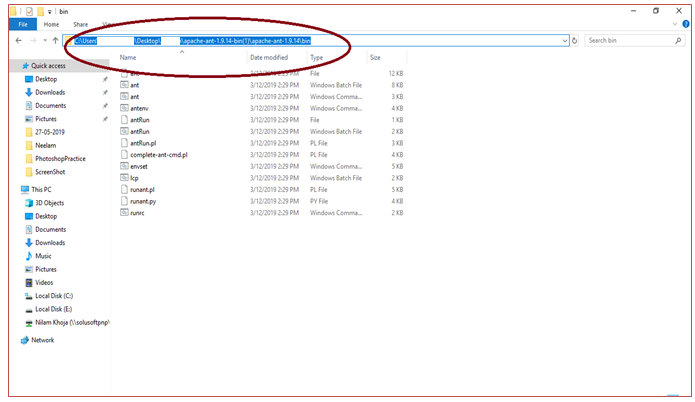 bin
File Home Share View
C:\Users \Desktop\ \apache-ant-1.9.14-bin(1)\apache-ant-1.9.14\bin
Search bin
Name Date modified Type Size
ant 3/12/2019 2:29 PM File 12 KB
ant 3/12/2019 2:29 PM Windows Batch File 8 KB
ant 3/12/2019 2:29 PM Windows Comma... 3 KB
antenv 3/12/2019 2:29 PM Windows Comma... 4 KB
antRun 3/12/2019 2:29 PM File 1 KB
antRun 3/12/2019 2:29 PM Windows Batch File 2 KB
antRun.pl 3/12/2019 2:29 PM PL File 3 KB
complete-ant-cmd.pl 3/12/2019 2:29 PM PL File 4 KB
envset 3/12/2019 2:29 PM Windows Comma... 5 KB
lcp 3/12/2019 2:29 PM Windows Batch File 2 KB
runant.pl 3/12/2019 2:29 PM PL File 5 KB
runant.py 3/12/2019 2:29 PM PY File 4 KB
runrc 3/12/2019 2:29 PM Windows Comma... 2 KB
Quick access
Desktop
Downloads
Documents
Pictures
27-05-2019
Neelam
PhotoshopPractice
ScreenShot
This PC
3D Objects
Desktop
Documents
Downloads
Music
Pictures
Videos
Local Disk (C:)
Local Disk (E:)
Nilam Khoja (\\solusoftpnp\
Network